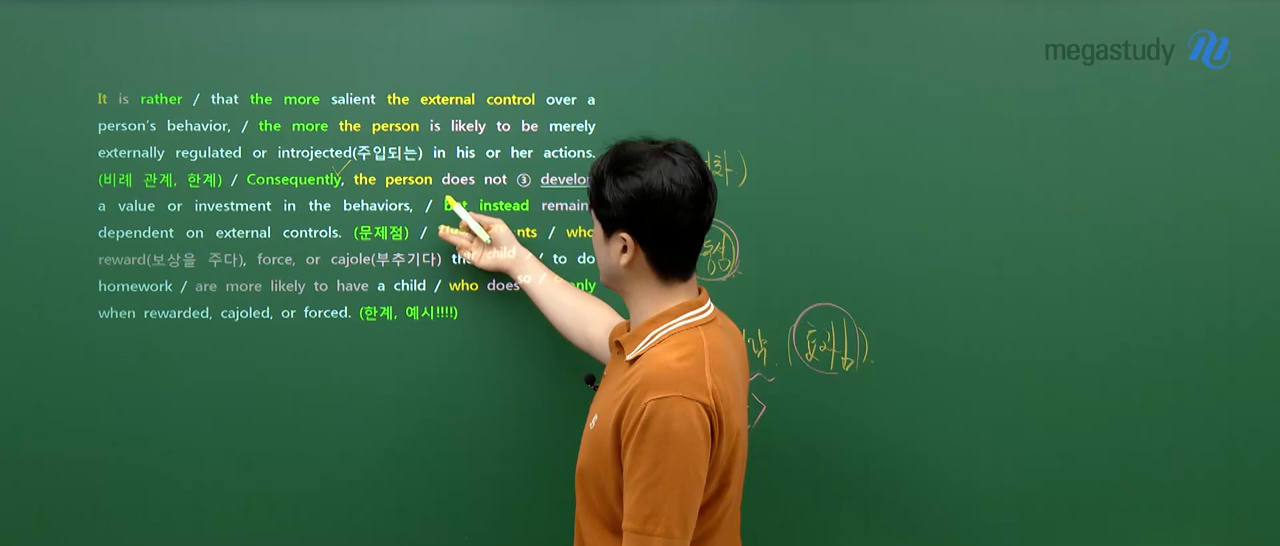 megastudy
It is rather / that the more salient the external control over a
person's behavior, / the more the person is likely to be merely
externally regulated or introjected(주입되는) in his or her actions.
(비례 관계, 한계) / Consequently, the person does not ③
a value or investment in the behaviors, / but instead
dependent on external controls. (문제점) / / who
reward(보상을 주다), force, or cajole(부추기다) child / to do
homework / are more likely to have a child / who does so /
when rewarded, cajoled, or forced. (한계, 예시!!!!)